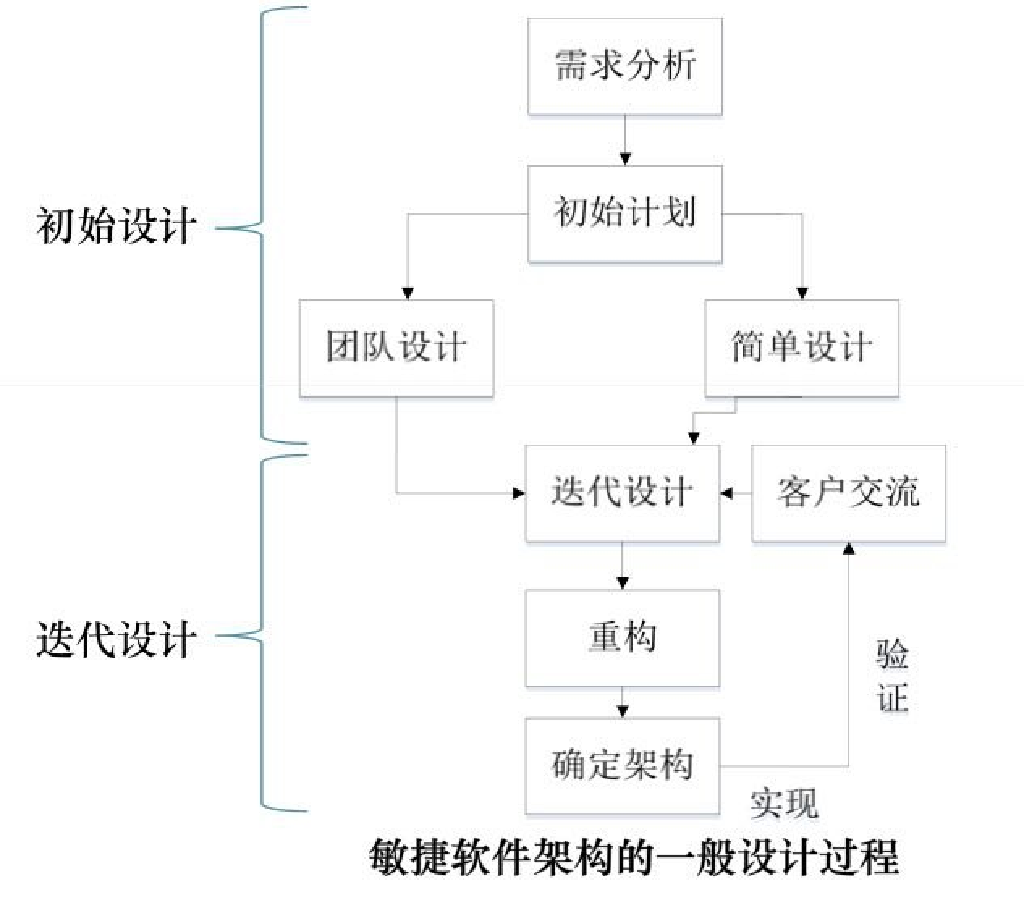 需求分析
初始计划
初始设计
团队设计
简单设计
迭代设计
客户交流
重构
迭代设计
验
证
确定架构
实现
敏捷软件架构的一般设计过程